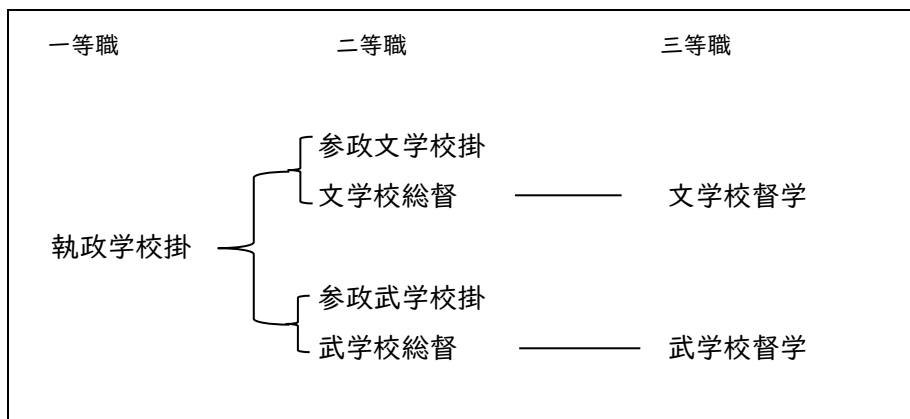 一等職 二等職 三等職
参政文学校掛
文学校総督 文学校督学
執政学校掛
参政武学校掛
武学校総督 武学校督学